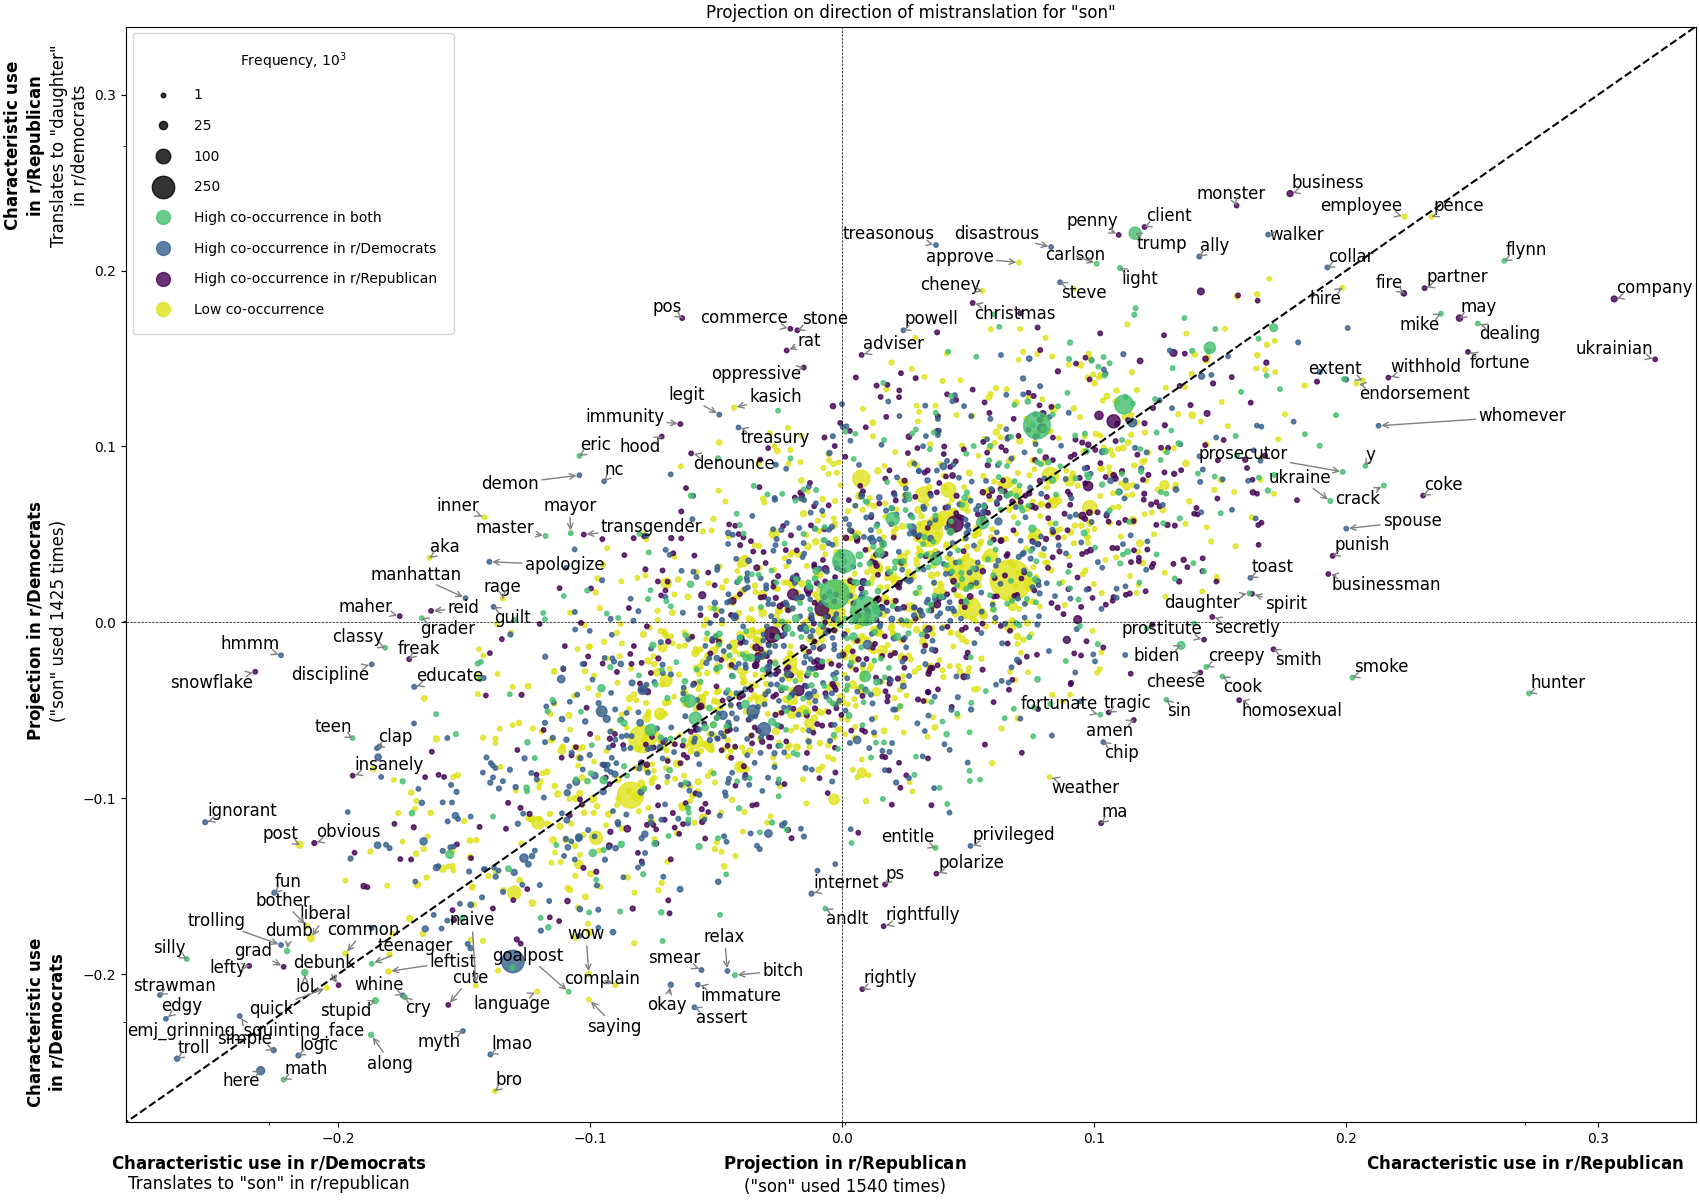 Projection on direction of mistranslation for "son"
Characteristic use
in r/Republican
Translates to "daughter"
in r/democrats
Projection in r/Democrats
("son" used 1425 times)
Characteristic use
in r/Democrats
0.3
0.2
0.1
0.0
−0.1
−0.2
Frequency, 10³
1
25
100
250
High co-occurrence in both
High co-occurrence in r/Democrats
High co-occurrence in r/Republican
Low co-occurrence
business
monster
employee
pence
client
penny
treasonous
disastrous
trump
ally
walker
approve
carlson
light
collar
flynn
cheney
steve
hire
fire
partner
company
christmas
pos
commerce
stone
powell
mike
may
dealing
rat
adviser
ukrainian
oppressive
extent
withhold
fortune
legit
kasich
endorsement
immunity
whomever
treasury
eric
hood
denounce
prosecutor
y
nc
demon
ukraine
crack
coke
inner
mayor
master
transgender
spouse
aka
punish
apologize
manhattan
rage
toast
businessman
maher
reid
guilt
daughter
spirit
grader
classy
prostitute
secretly
hmmm
freak
biden
creepy
smith
snowflake
discipline
educate
cheese
cook
smoke
hunter
fortunate
tragic
sin
homosexual
teen
clap
amen
chip
insanely
weather
ignorant
ma
post
obvious
entitle
privileged
polarize
fun
internet
ps
bother
liberal
trolling
dumb
common
naive
andlt
rightfully
silly
grad
teenager
wow
relax
lefty
debunk
leftist
goalpost
smear
bitch
strawman
lol
whine
cute
complain
rightly
edgy
quick
stupid
cry
language
okay
immature
assert
saying
emj_grinning_squinting_face
simple
troll
logic
myth
lmao
along
here
math
bro
−0.2
−0.1
0.0
0.1
0.2
0.3
Characteristic use in r/Democrats
Translates to "son" in r/republican
Projection in r/Republican
("son" used 1540 times)
Characteristic use in r/Republican